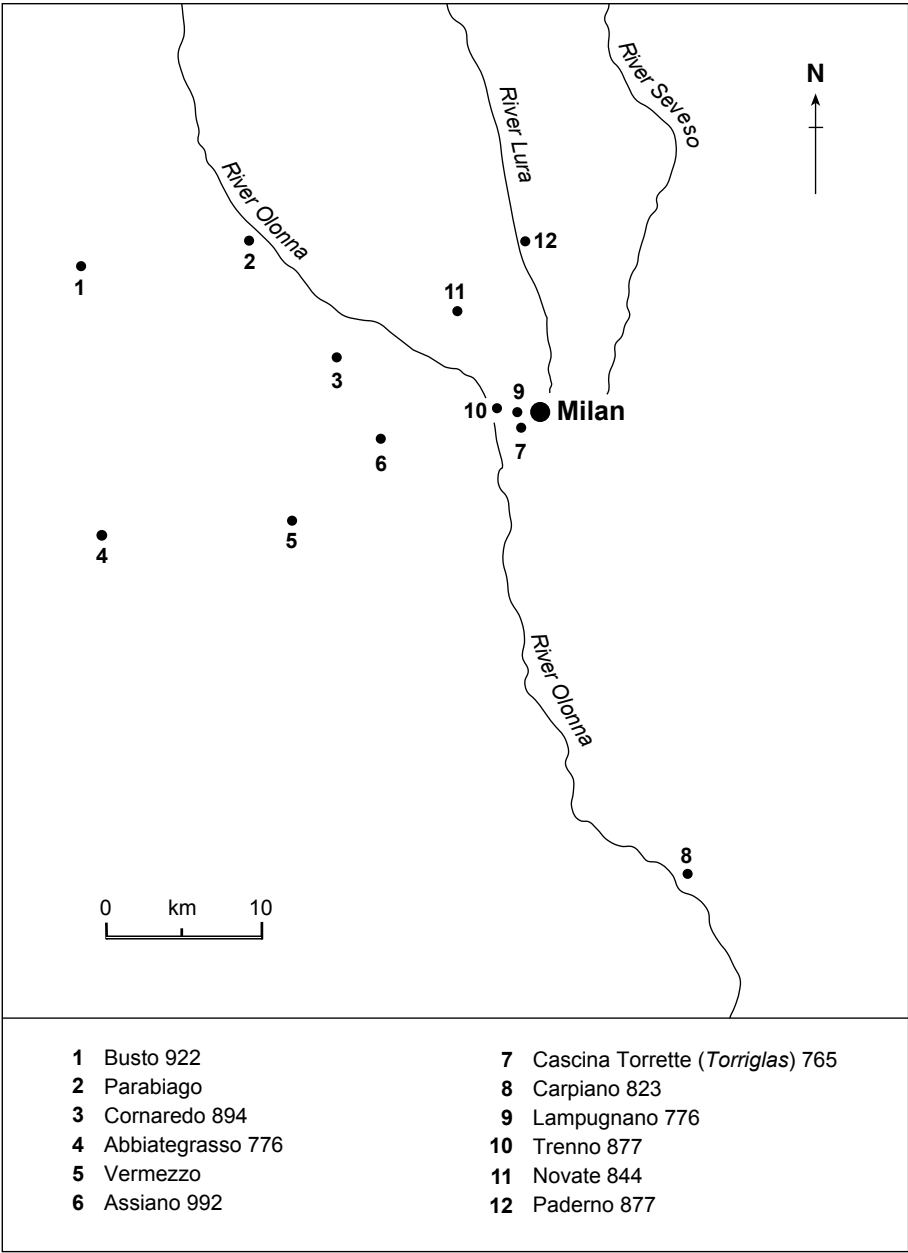 River Seveso
N
River Lura
River Olonna
12
2
1
11
3
9
10
Milan
7
6
5
4
River Olonna
8
0 km 10
1 Busto 922
2 Parabiago
3 Cornaredo 894
4 Abbiategrasso 776
5 Vermezzo
6 Assiano 992
7 Cascina Torrette (Torriglas) 765
8 Carpiano 823
9 Lampugnano 776
10 Trenno 877
11 Novate 844
12 Paderno 877